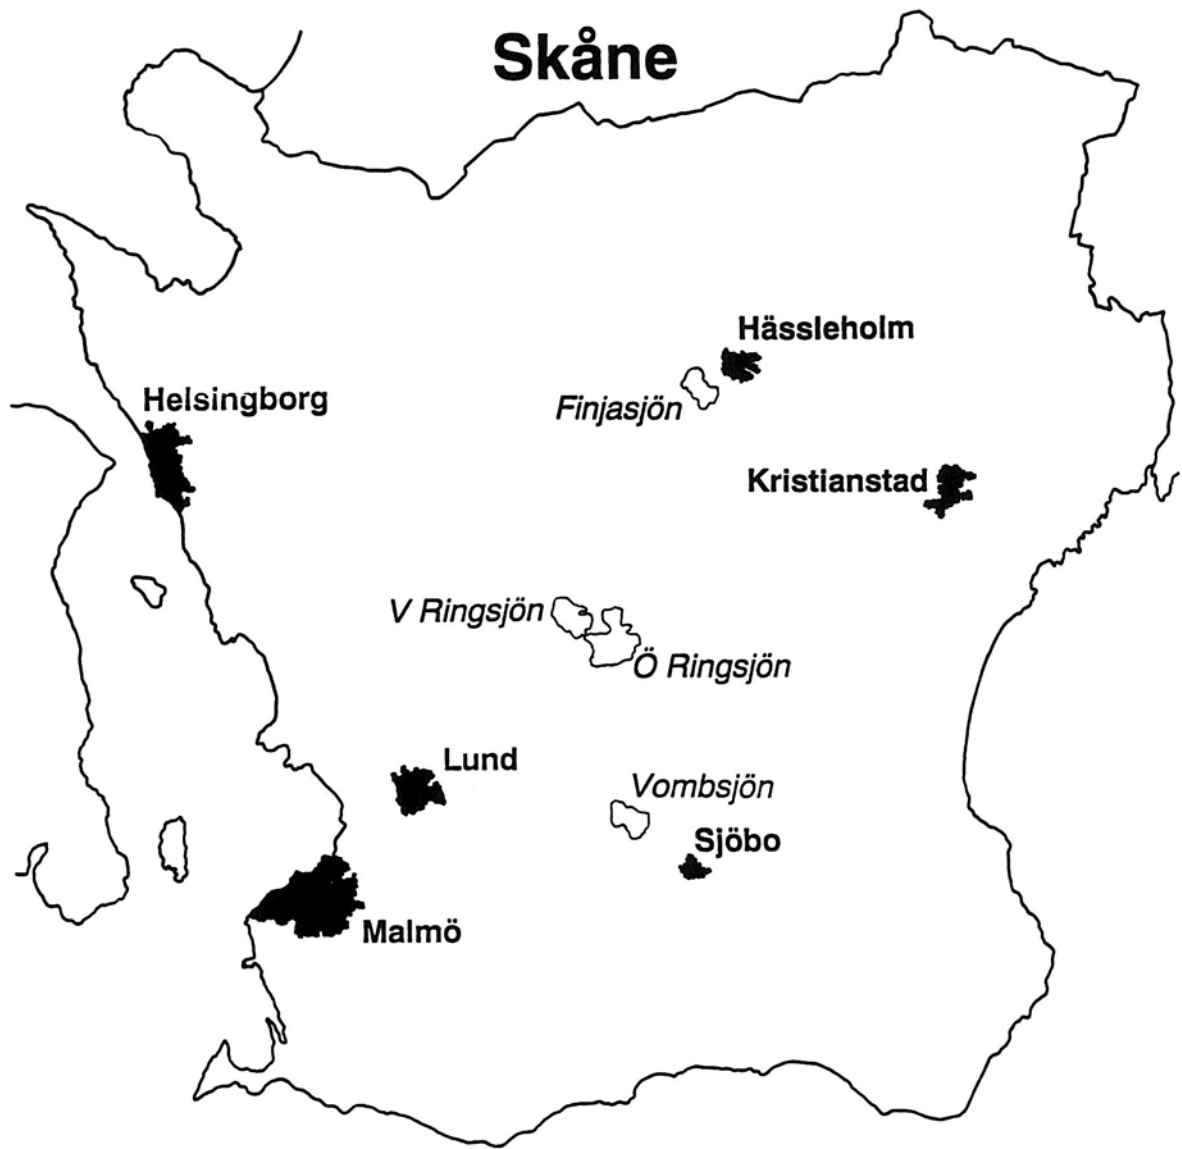 Skåne
Hässleholm
Helsingborg
Finjasjön
Kristianstad
V Ringsjön
Ö Ringsjön
Lund
Vombsjön
Sjöbo
Malmö